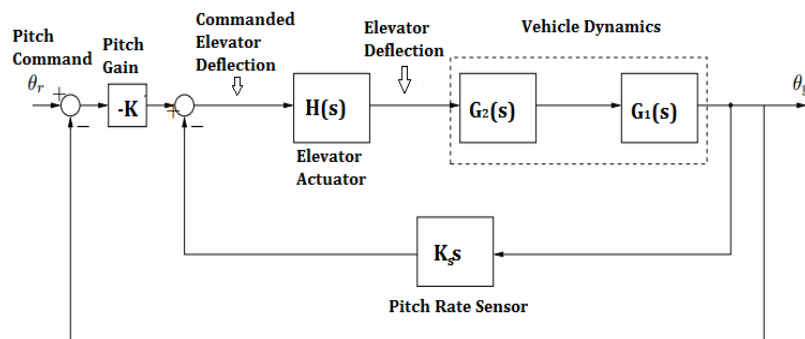 Commanded
Elevator
Deflection
Elevator
Deflection
Vehicle Dynamics
Pitch
Command
Pitch
Gain
θr
+
−
-K
+
−
H(s)
G2(s)
G1(s)
θy
Elevator
Actuator
Kss
Pitch Rate Sensor